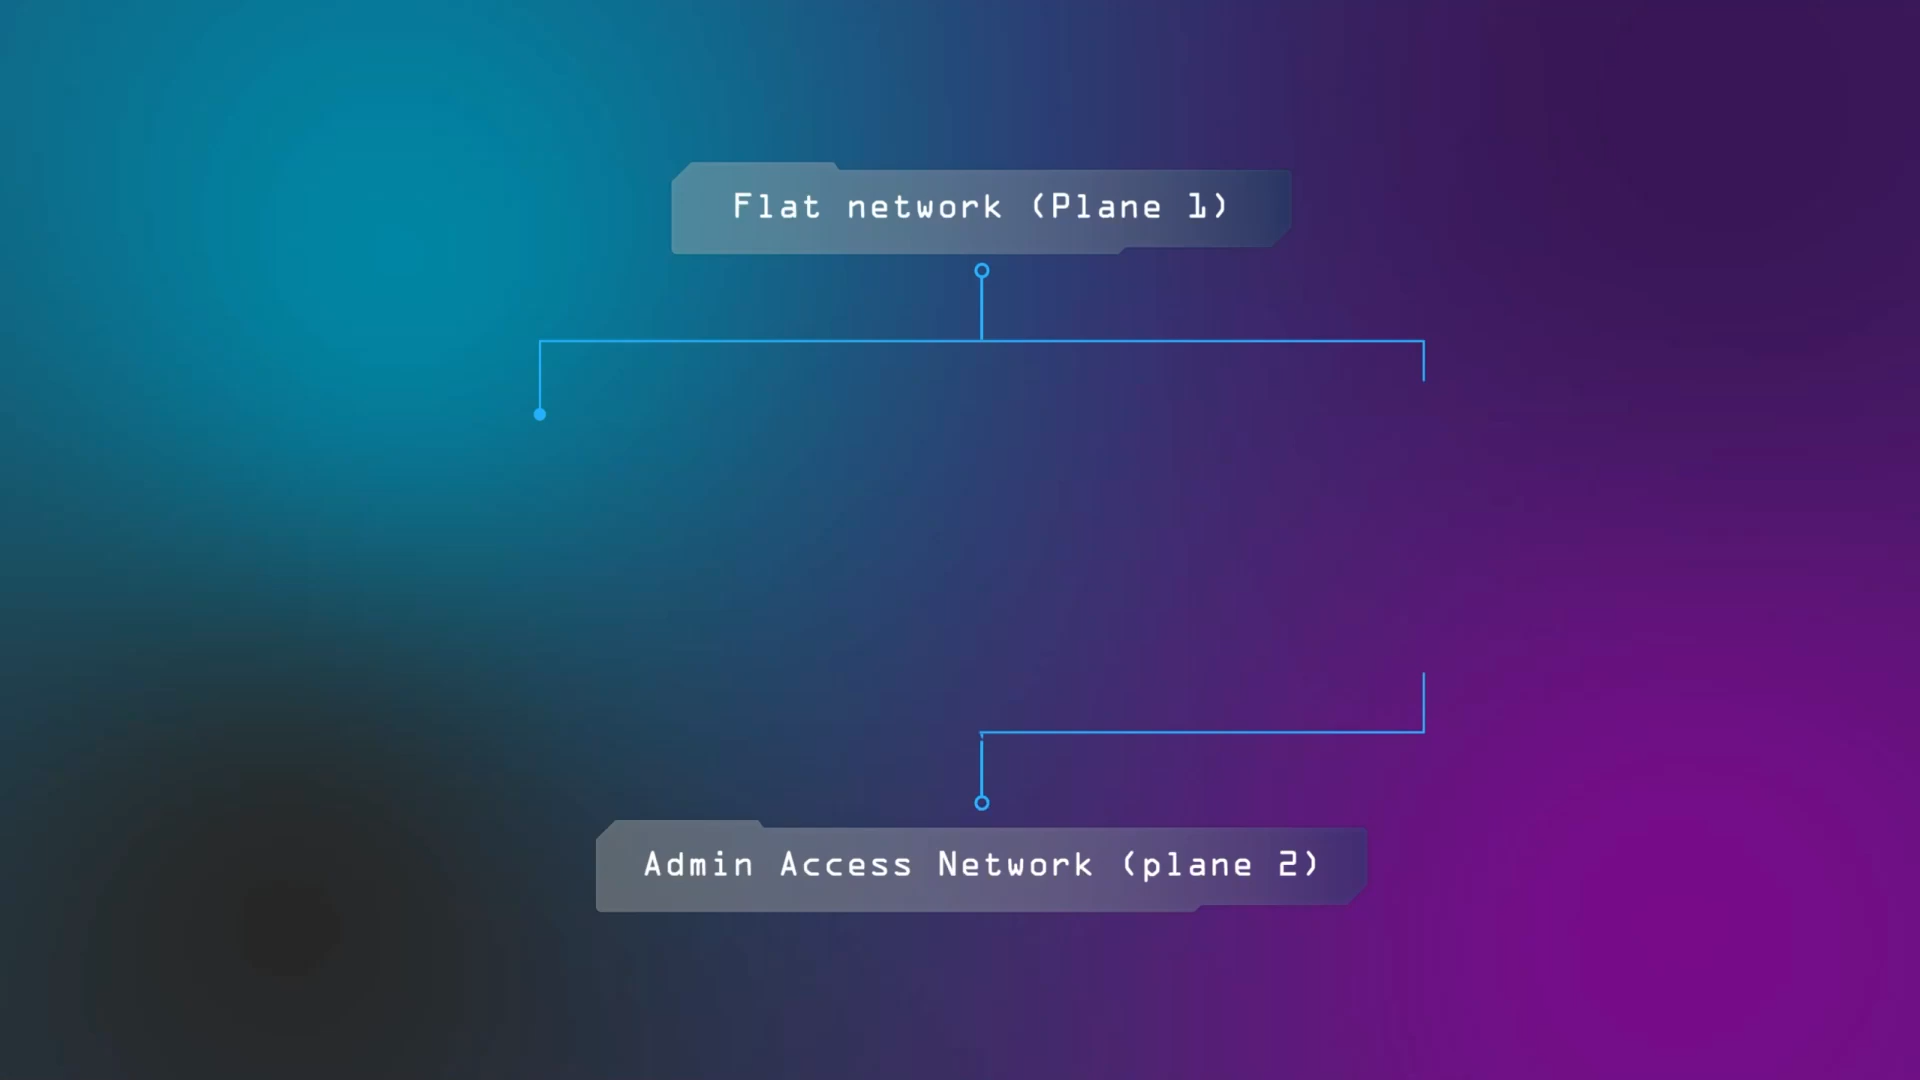 Flat network (Plane 1)
Admin Access Network (plane 2)